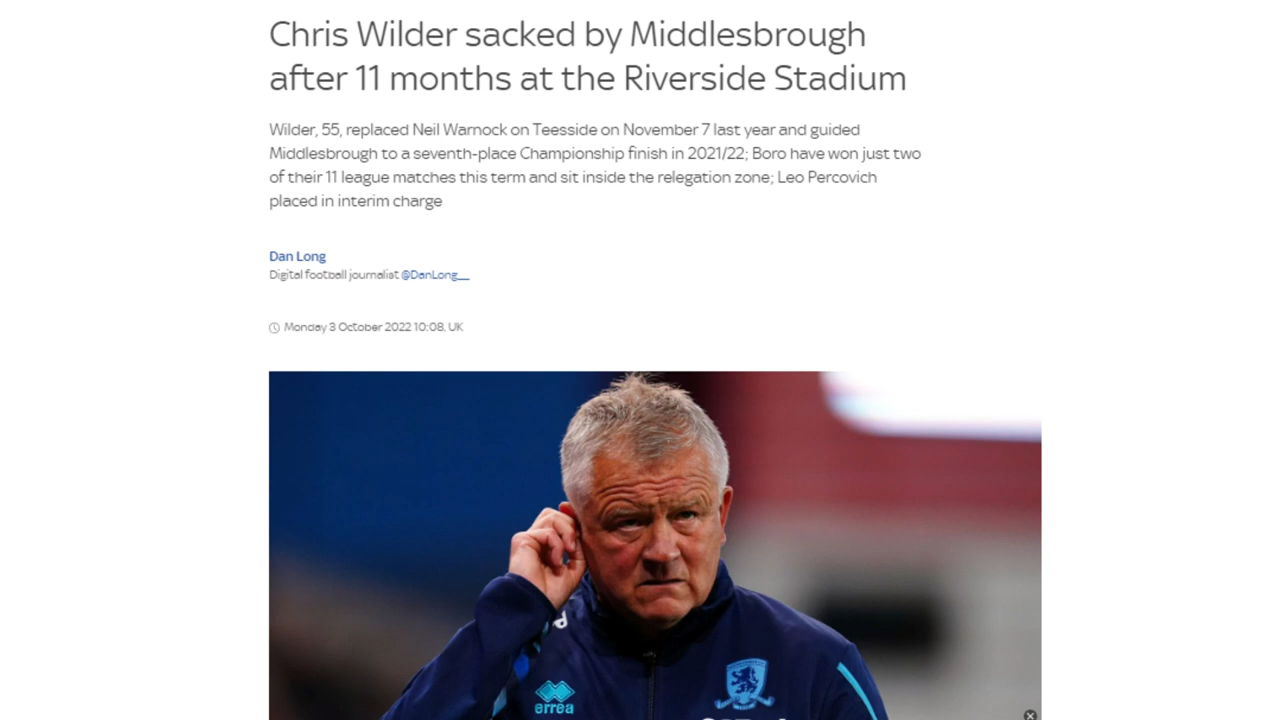 Chris Wilder sacked by Middlesbrough
after 11 months at the Riverside Stadium
Wilder, 55, replaced Neil Warnock on Teesside on November 7 last year and guided
Middlesbrough to a seventh-place Championship finish in 2021/22; Boro have won just two
of their 11 league matches this term and sit inside the relegation zone; Leo Percovich
placed in interim charge
Dan Long
Digital football journalist @DanLong__
Monday 3 October 2022 10:08, UK
errea